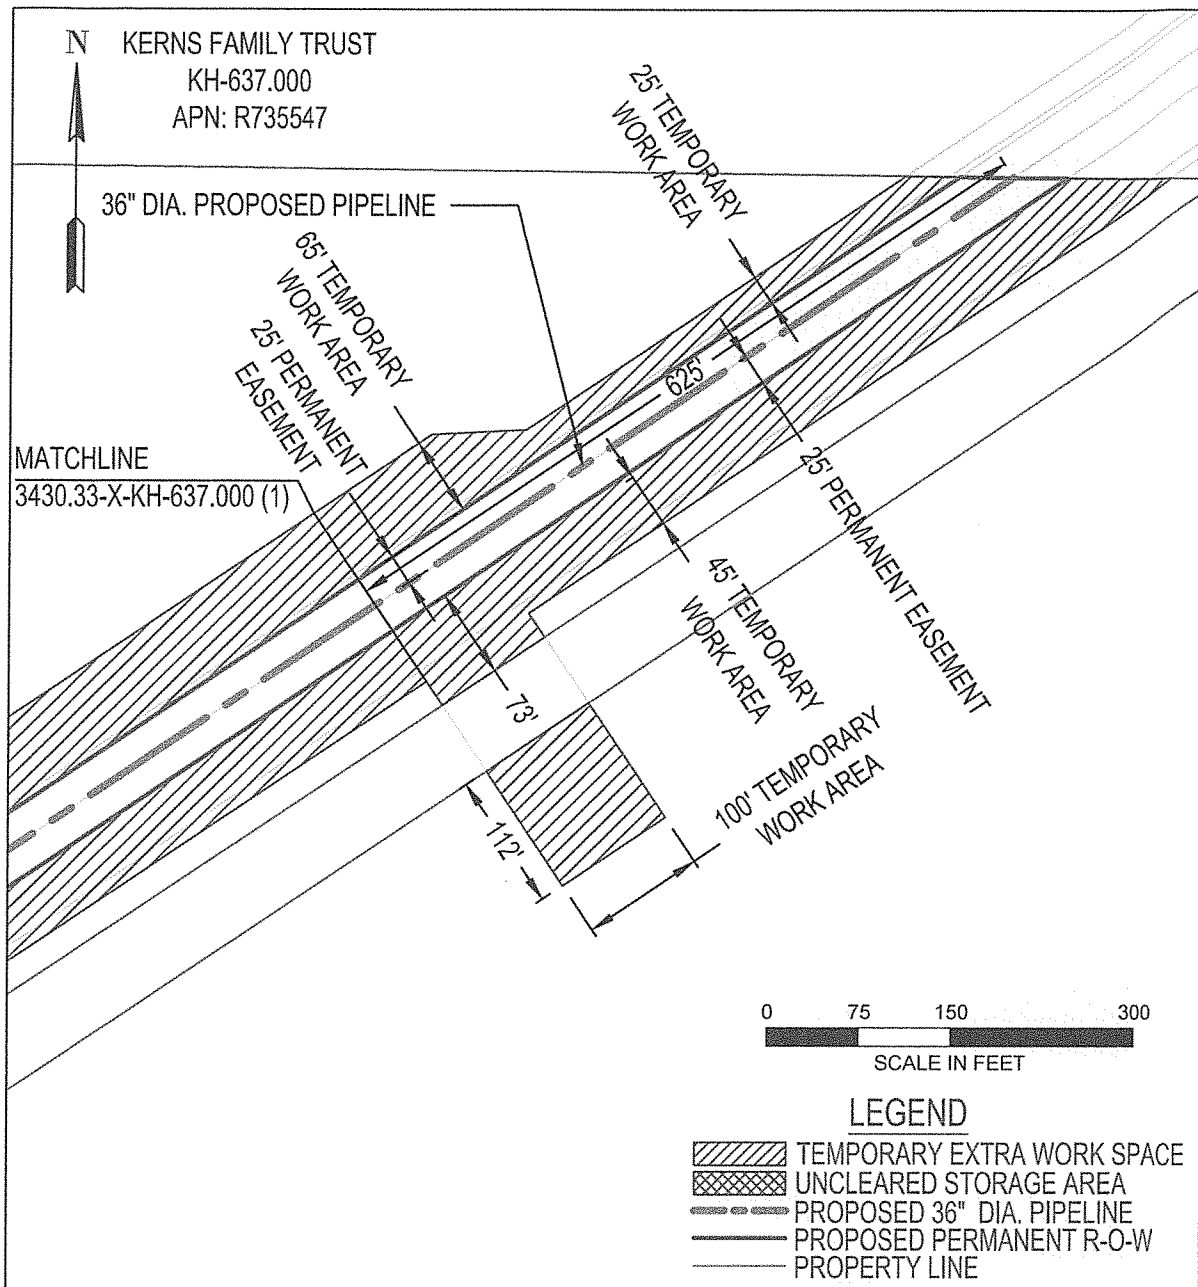 N
KERNS FAMILY TRUST
KH-637.000
APN: R735547
36" DIA. PROPOSED PIPELINE
25' TEMPORARY
WORK AREA
65' TEMPORARY
WORK AREA
25' PERMANENT
EASEMENT
MATCHLINE
3430.33-X-KH-637.000 (1)
625'
25' PERMANENT EASEMENT
45' TEMPORARY
WORK AREA
73'
100' TEMPORARY
WORK AREA
112'
0 75 150 300
SCALE IN FEET
LEGEND
TEMPORARY EXTRA WORK SPACE
UNCLEARED STORAGE AREA
PROPOSED 36" DIA. PIPELINE
PROPOSED PERMANENT R-O-W
PROPERTY LINE